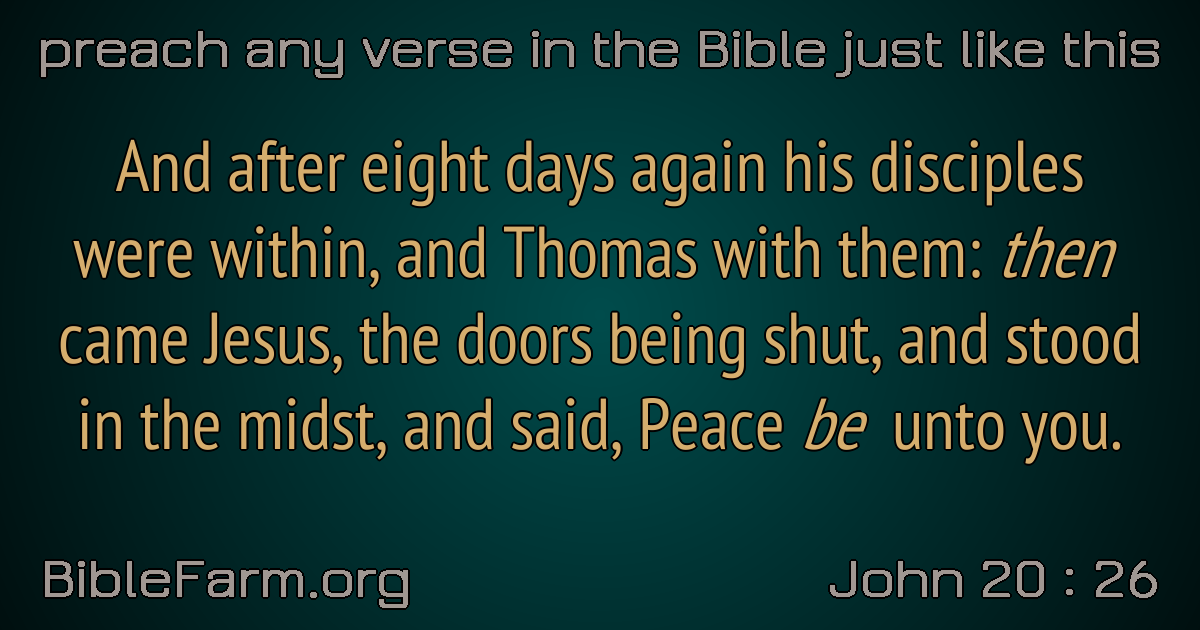 preach any verse in the Bible just like this
And after eight days again his disciples
were within, and Thomas with them: then
came Jesus, the doors being shut, and stood
in the midst, and said, Peace be unto you.
BibleFarm.org
John 20 : 26